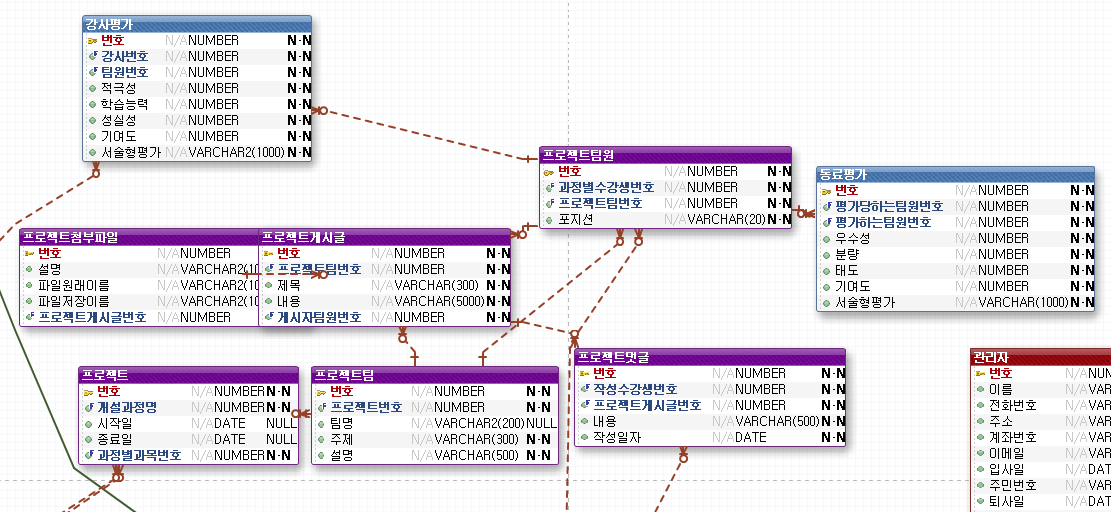 강사평가
번호 N/A NUMBER N-N
강사번호 N/A NUMBER N-N
팀원번호 N/A NUMBER N-N
적극성 N/A NUMBER N-N
학습능력 N/A NUMBER N-N
성실성 N/A NUMBER N-N
기여도 N/A NUMBER N-N
서술형평가 N/A VARCHAR2(1000) N-N
프로젝트팀원
번호 N/A NUMBER N-N
과정별수강생번호 N/A NUMBER N-N
프로젝트팀번호 N/A NUMBER N-N
포지션 N/A VARCHAR(20) N-N
동료평가
번호 N/A NUMBER N-N
평가당하는팀원번호 N/A NUMBER N-N
평가하는팀원번호 N/A NUMBER N-N
우수성 N/A NUMBER N-N
분량 N/A NUMBER N-N
태도 N/A NUMBER N-N
기여도 N/A NUMBER N-N
서술형평가 N/A VARCHAR(1000) N-N
프로젝트첨부파일
번호 N/A NUMBER
설명 N/A VARCHAR2(10
파일원래이름 N/A VARCHAR2(10
파일저장이름 N/A VARCHAR2(10
프로젝트게시글번호 N/A NUMBER
프로젝트게시글
번호 N/A NUMBER N-N
프로젝트팀번호 N/A NUMBER N-N
제목 N/A VARCHAR(300) N-N
내용 N/A VARCHAR(5000) N-N
게시자팀원번호 N/A NUMBER N-N
프로젝트
번호 N/A NUMBER N-N
개설과정명 N/A NUMBER N-N
시작일 N/A DATE NULL
종료일 N/A DATE NULL
과정별과목번호 N/A NUMBER N-N
프로젝트팀
번호 N/A NUMBER N-N
프로젝트번호 N/A NUMBER N-N
팀명 N/A VARCHAR2(200) NULL
주제 N/A VARCHAR(300) N-N
설명 N/A VARCHAR(500) N-N
프로젝트댓글
번호 N/A NUMBER N-N
작성수강생번호 N/A NUMBER N-N
프로젝트게시글번호 N/A NUMBER N-N
내용 N/A VARCHAR(500) N-N
작성일자 N/A DATE N-N
관리자
번호 N/A NUM
이름 N/A VAR
전화번호 N/A VAR
주소 N/A VAR
계좌번호 N/A VAR
이메일 N/A VAR
입사일 N/A DAT
주민번호 N/A VAR
퇴사일 N/A DAT